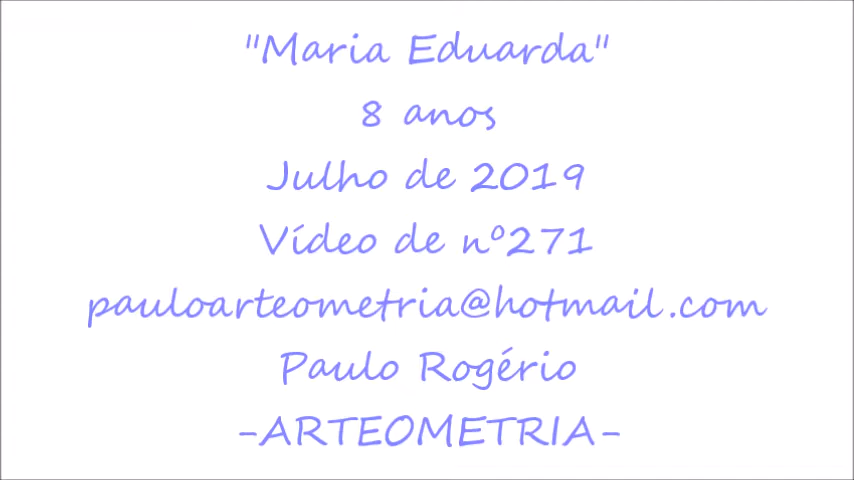 "Maria Eduarda"
8 anos
Julho de 2019
Vídeo de nº271
pauloarteometria@hotmail.com
Paulo Rogério
-ARTEOMETRIA-